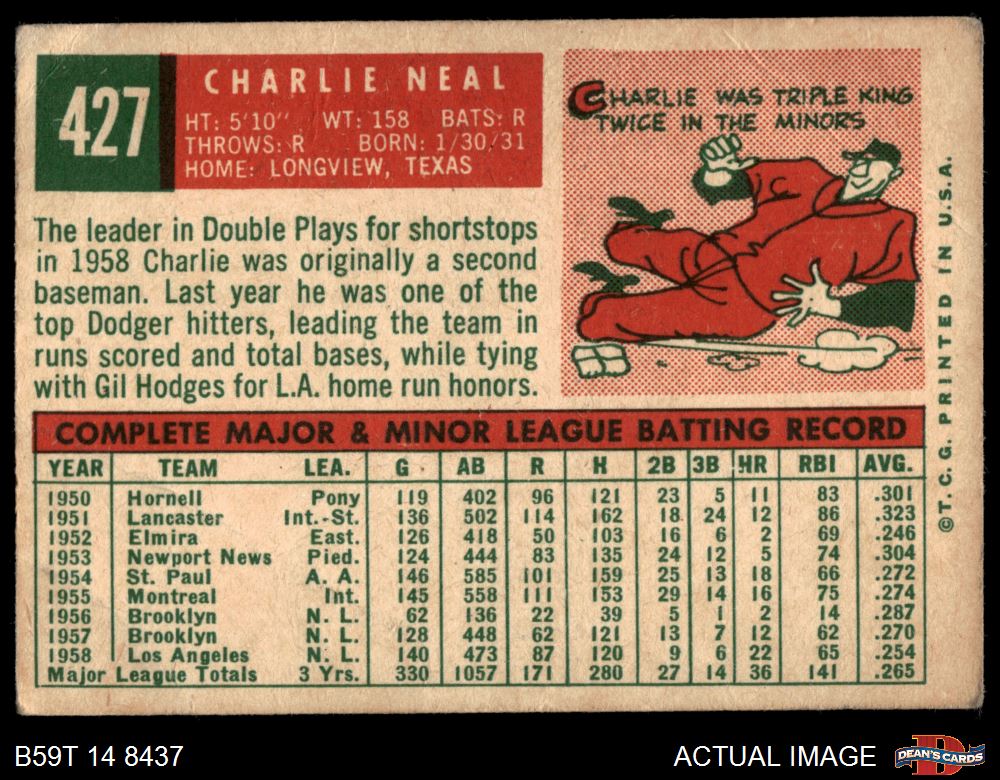 427
CHARLIE NEAL
HT: 5'10" WT: 158 BATS: R
THROWS: R BORN: 1/30/31
HOME: LONGVIEW, TEXAS
CHARLIE WAS TRIPLE KING
TWICE IN THE MINORS
The leader in Double Plays for shortstops
in 1958 Charlie was originally a second
baseman. Last year he was one of the
top Dodger hitters, leading the team in
runs scored and total bases, while tying
with Gil Hodges for L.A. home run honors.
©T.C.G. PRINTED IN U.S.A.
COMPLETE MAJOR & MINOR LEAGUE BATTING RECORD
YEAR TEAM LEA. G AB R H 2B 3B HR RBI AVG.
1950 Hornell Pony 119 402 96 121 23 5 11 83 .301
1951 Lancaster Int.-St. 136 502 114 162 18 24 12 86 .323
1952 Elmira East. 126 418 50 103 16 6 2 69 .246
1953 Newport News Pied. 124 444 83 135 24 12 5 74 .304
1954 St. Paul A. A. 146 585 101 159 25 13 18 66 .272
1955 Montreal Int. 145 558 111 153 29 14 16 75 .274
1956 Brooklyn N. L. 62 136 22 39 5 1 2 14 .287
1957 Brooklyn N. L. 128 448 62 121 13 7 12 62 .270
1958 Los Angeles N. L. 140 473 87 120 9 6 22 65 .254
Major League Totals 3 Yrs. 330 1057 171 280 27 14 36 141 .265
B59T 14 8437
ACTUAL IMAGE
DEAN'S CARDS